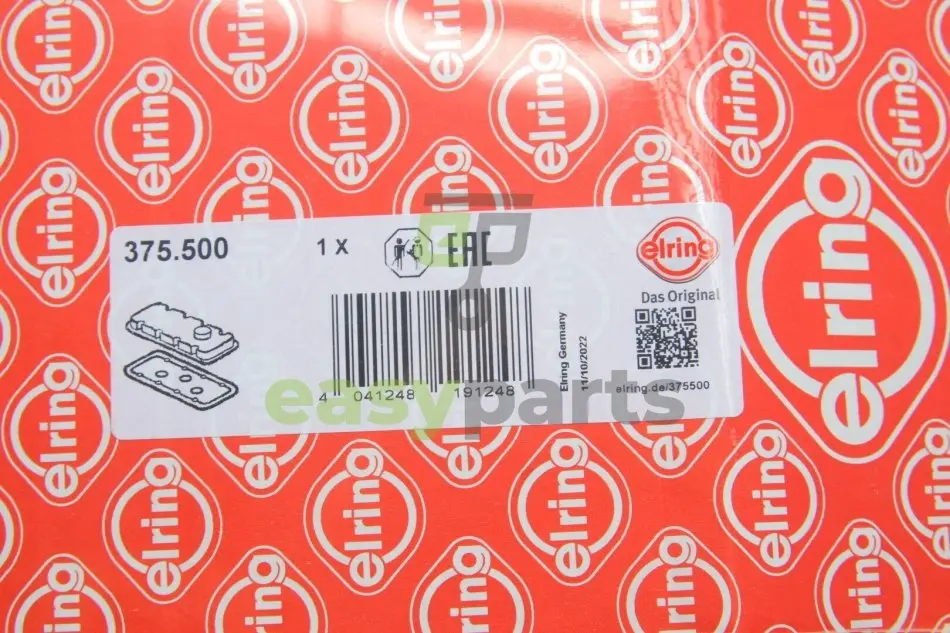 375.500
1 X
EAC
elring
Das Original
4 041248 191248
Elring Germany
11/10/2022
elring.de/375500
easyparts
elring